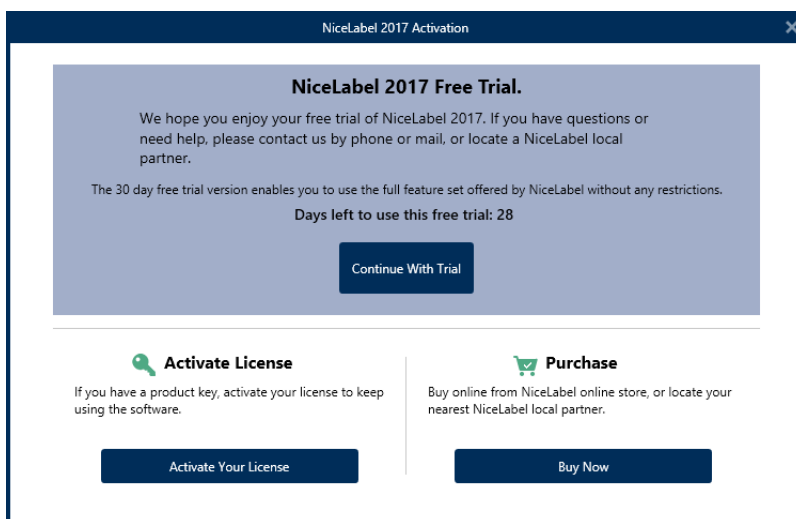 NiceLabel 2017 Activation
NiceLabel 2017 Free Trial.
We hope you enjoy your free trial of NiceLabel 2017. If you have questions or
need help, please contact us by phone or mail, or locate a NiceLabel local
partner.
The 30 day free trial version enables you to use the full feature set offered by NiceLabel without any restrictions.
Days left to use this free trial: 28
Continue With Trial
Activate License
If you have a product key, activate your license to keep
using the software.
Activate Your License
Purchase
Buy online from NiceLabel online store, or locate your
nearest NiceLabel local partner.
Buy Now